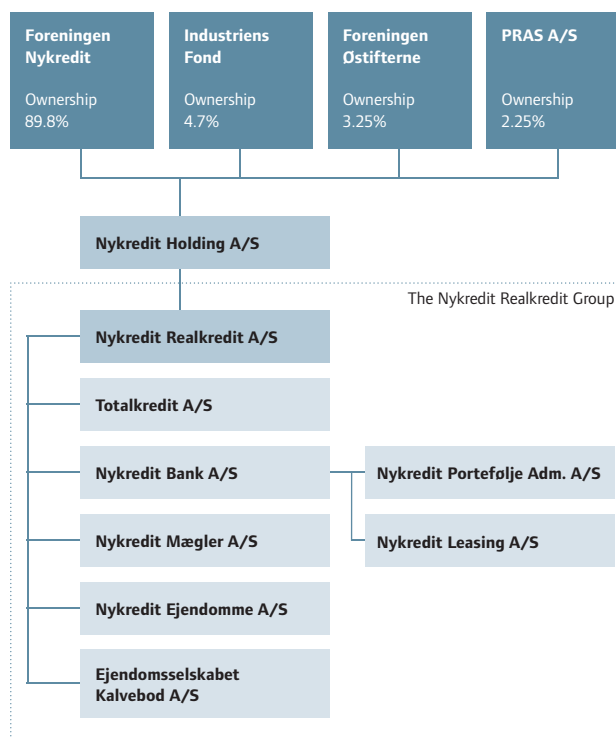 Foreningen
Nykredit
Ownership
89.8%
Industriens
Fond
Ownership
4.7%
Foreningen
Østifterne
Ownership
3.25%
PRAS A/S
Ownership
2.25%
Nykredit Holding A/S
The Nykredit Realkredit Group
Nykredit Realkredit A/S
Totalkredit A/S
Nykredit Bank A/S
Nykredit Portefølje Adm. A/S
Nykredit Mægler A/S
Nykredit Leasing A/S
Nykredit Ejendomme A/S
Ejendomsselskabet
Kalvebod A/S